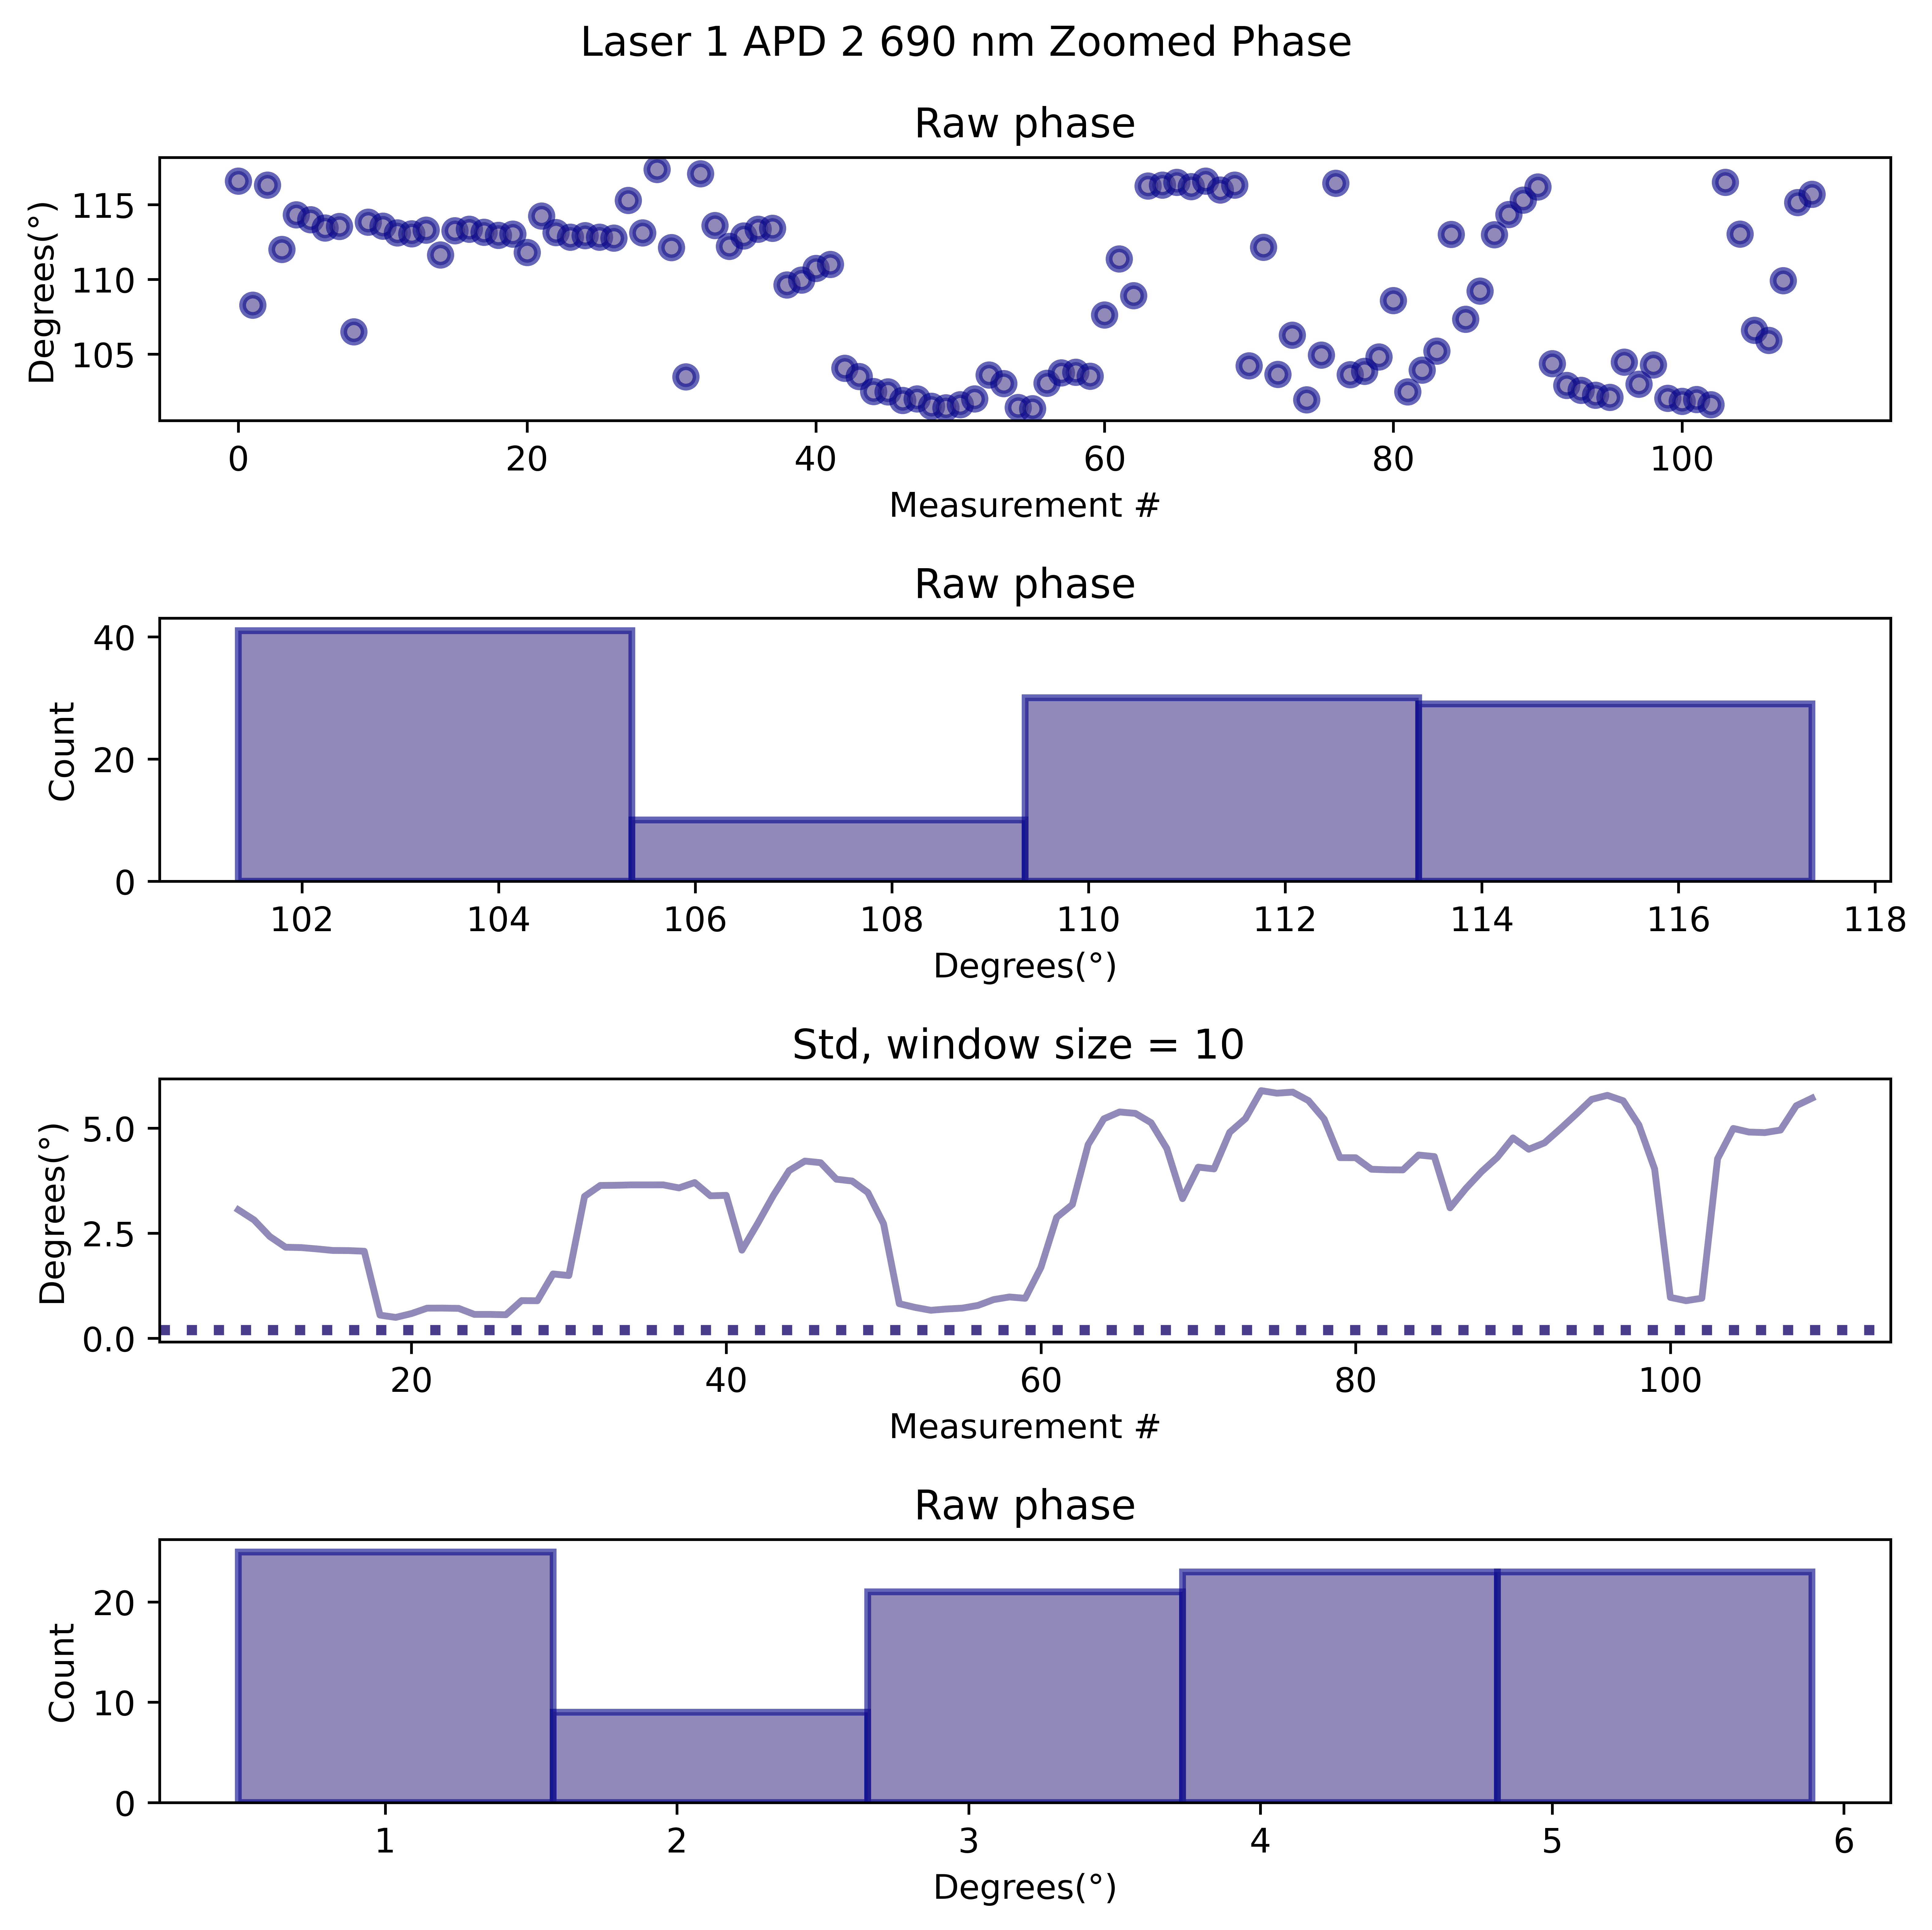 Laser 1 APD 2 690 nm Zoomed Phase
Raw phase
Degrees(°)
115
110
105
0 20 40 60 80 100
Measurement #
Raw phase
Count
40
20
0
102 104 106 108 110 112 114 116 118
Degrees(°)
Std, window size = 10
Degrees(°)
5.0
2.5
0.0
20 40 60 80 100
Measurement #
Raw phase
Count
20
10
0
1 2 3 4 5 6
Degrees(°)